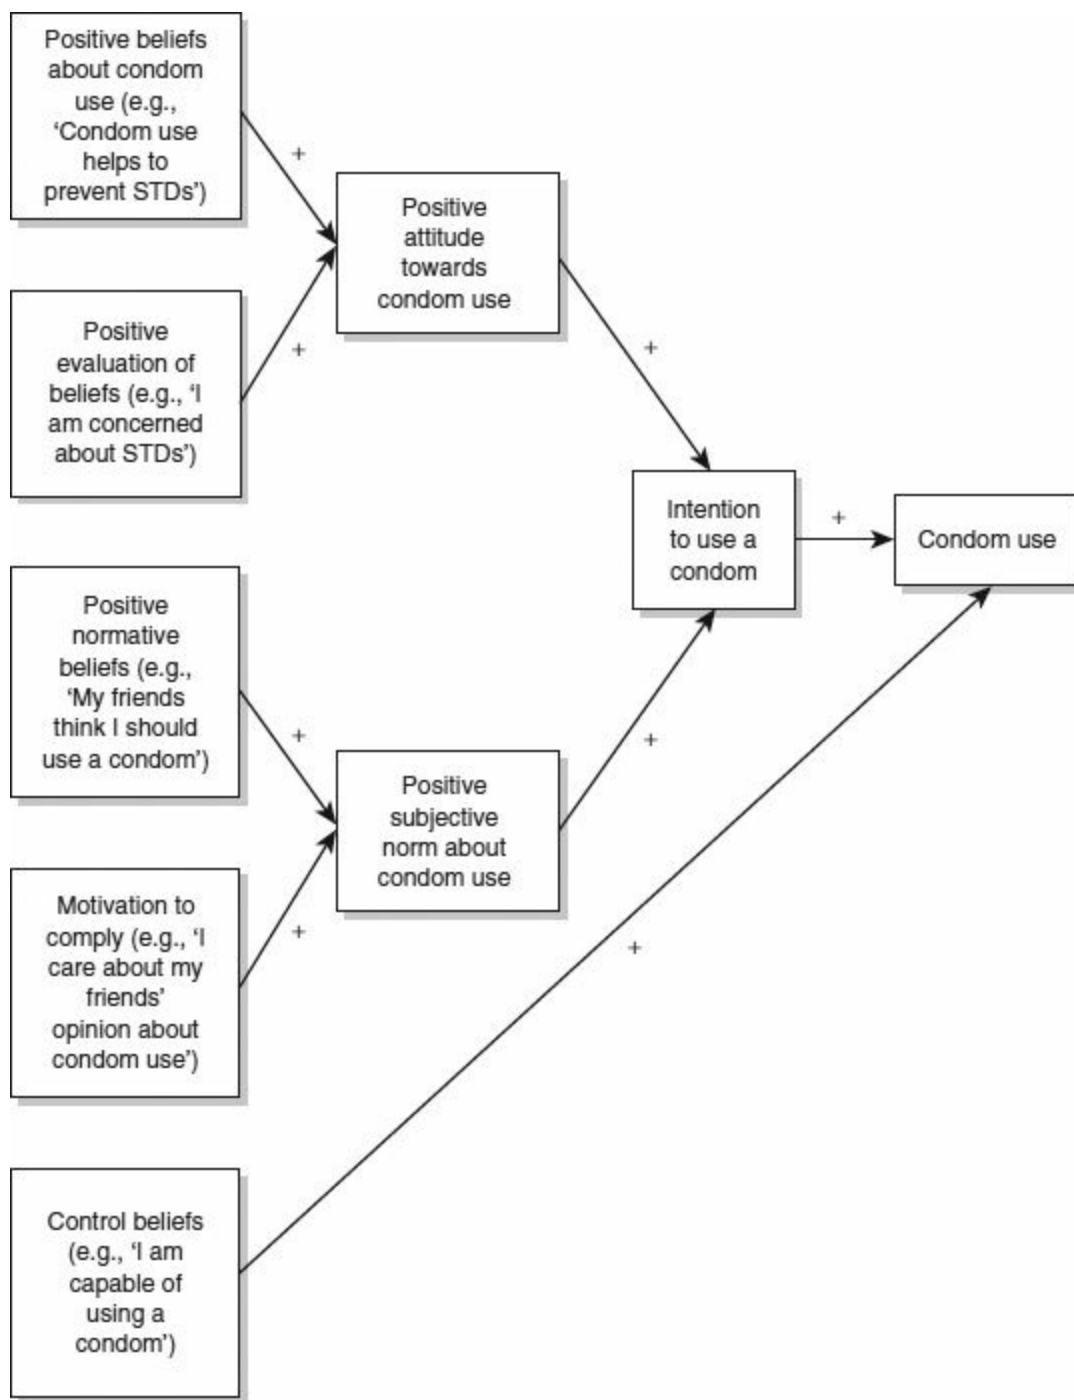 Positive beliefs
about condom
use (e.g.,
‘Condom use
helps to
prevent STDs’)
+
Positive
attitude
towards
condom use
Positive
evaluation of
beliefs (e.g., ‘I
am concerned
about STDs’)
+
+
Intention
to use a
condom
+
Condom use
Positive
normative
beliefs (e.g.,
‘My friends
think I should
use a condom’)
+
+
Positive
subjective
norm about
condom use
Motivation to
comply (e.g., ‘I
care about my
friends’
opinion about
condom use’)
+
+
Control beliefs
(e.g., ‘I am
capable of
using a
condom’)